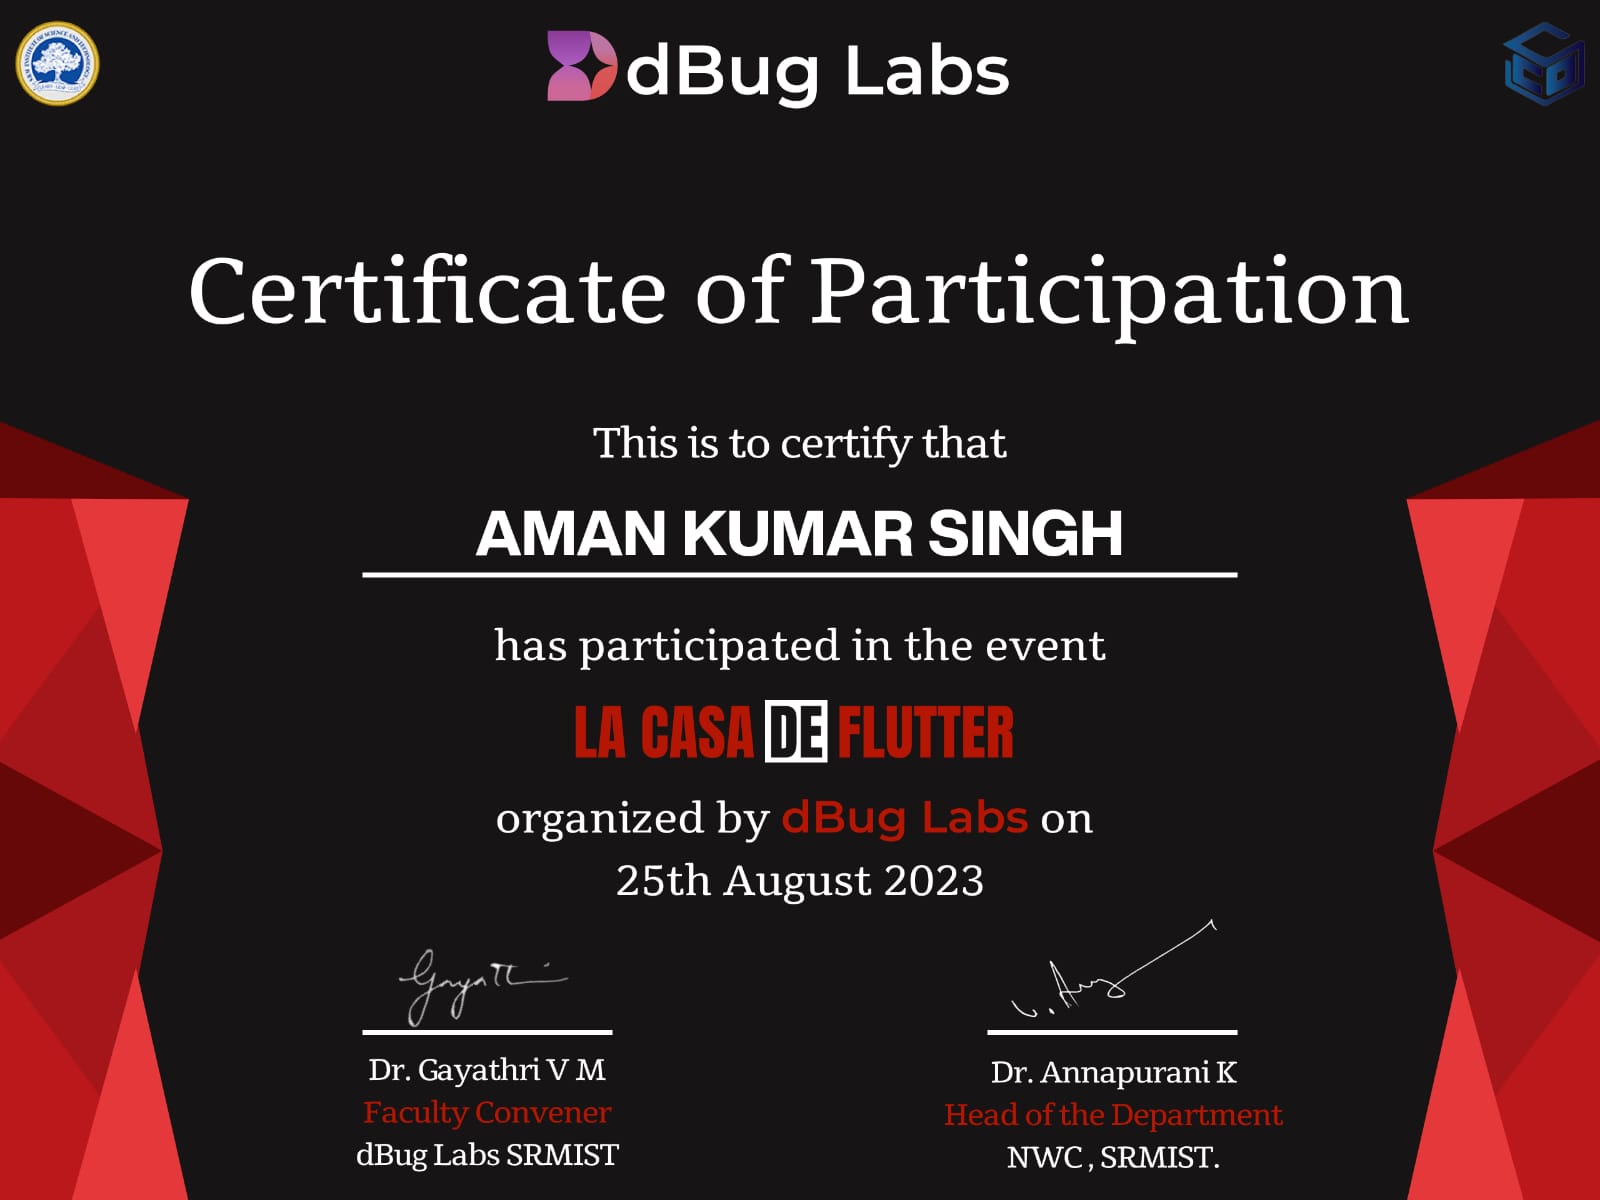 dBug Labs
Certificate of Participation
This is to certify that
AMAN KUMAR SINGH
has participated in the event
LA CASA DE FLUTTER
organized by dBug Labs on
25th August 2023
Dr. Gayathri V M
Faculty Convener
dBug Labs SRMIST
Dr. Annapurani K
Head of the Department
NWC , SRMIST.